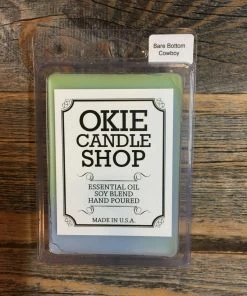 Bare Bottom
Cowboy
OKIE
CANDLE
SHOP
ESSENTIAL OIL
SOY BLEND
HAND POURED
MADE IN U.S.A.